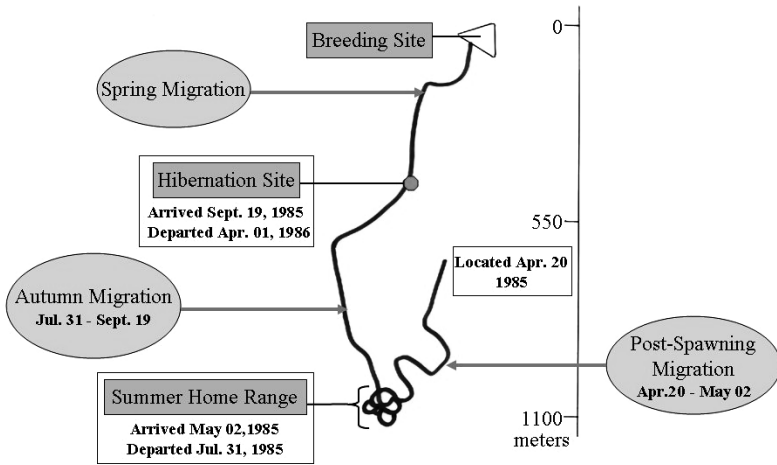 Breeding Site
0
Spring Migration
Hibernation Site
Arrived Sept. 19, 1985
Departed Apr. 01, 1986
550
Located Apr. 20
1985
Autumn Migration
Jul. 31 - Sept. 19
Post-Spawning
Migration
Apr.20 - May 02
Summer Home Range
Arrived May 02,1985
Departed Jul. 31, 1985
1100
meters